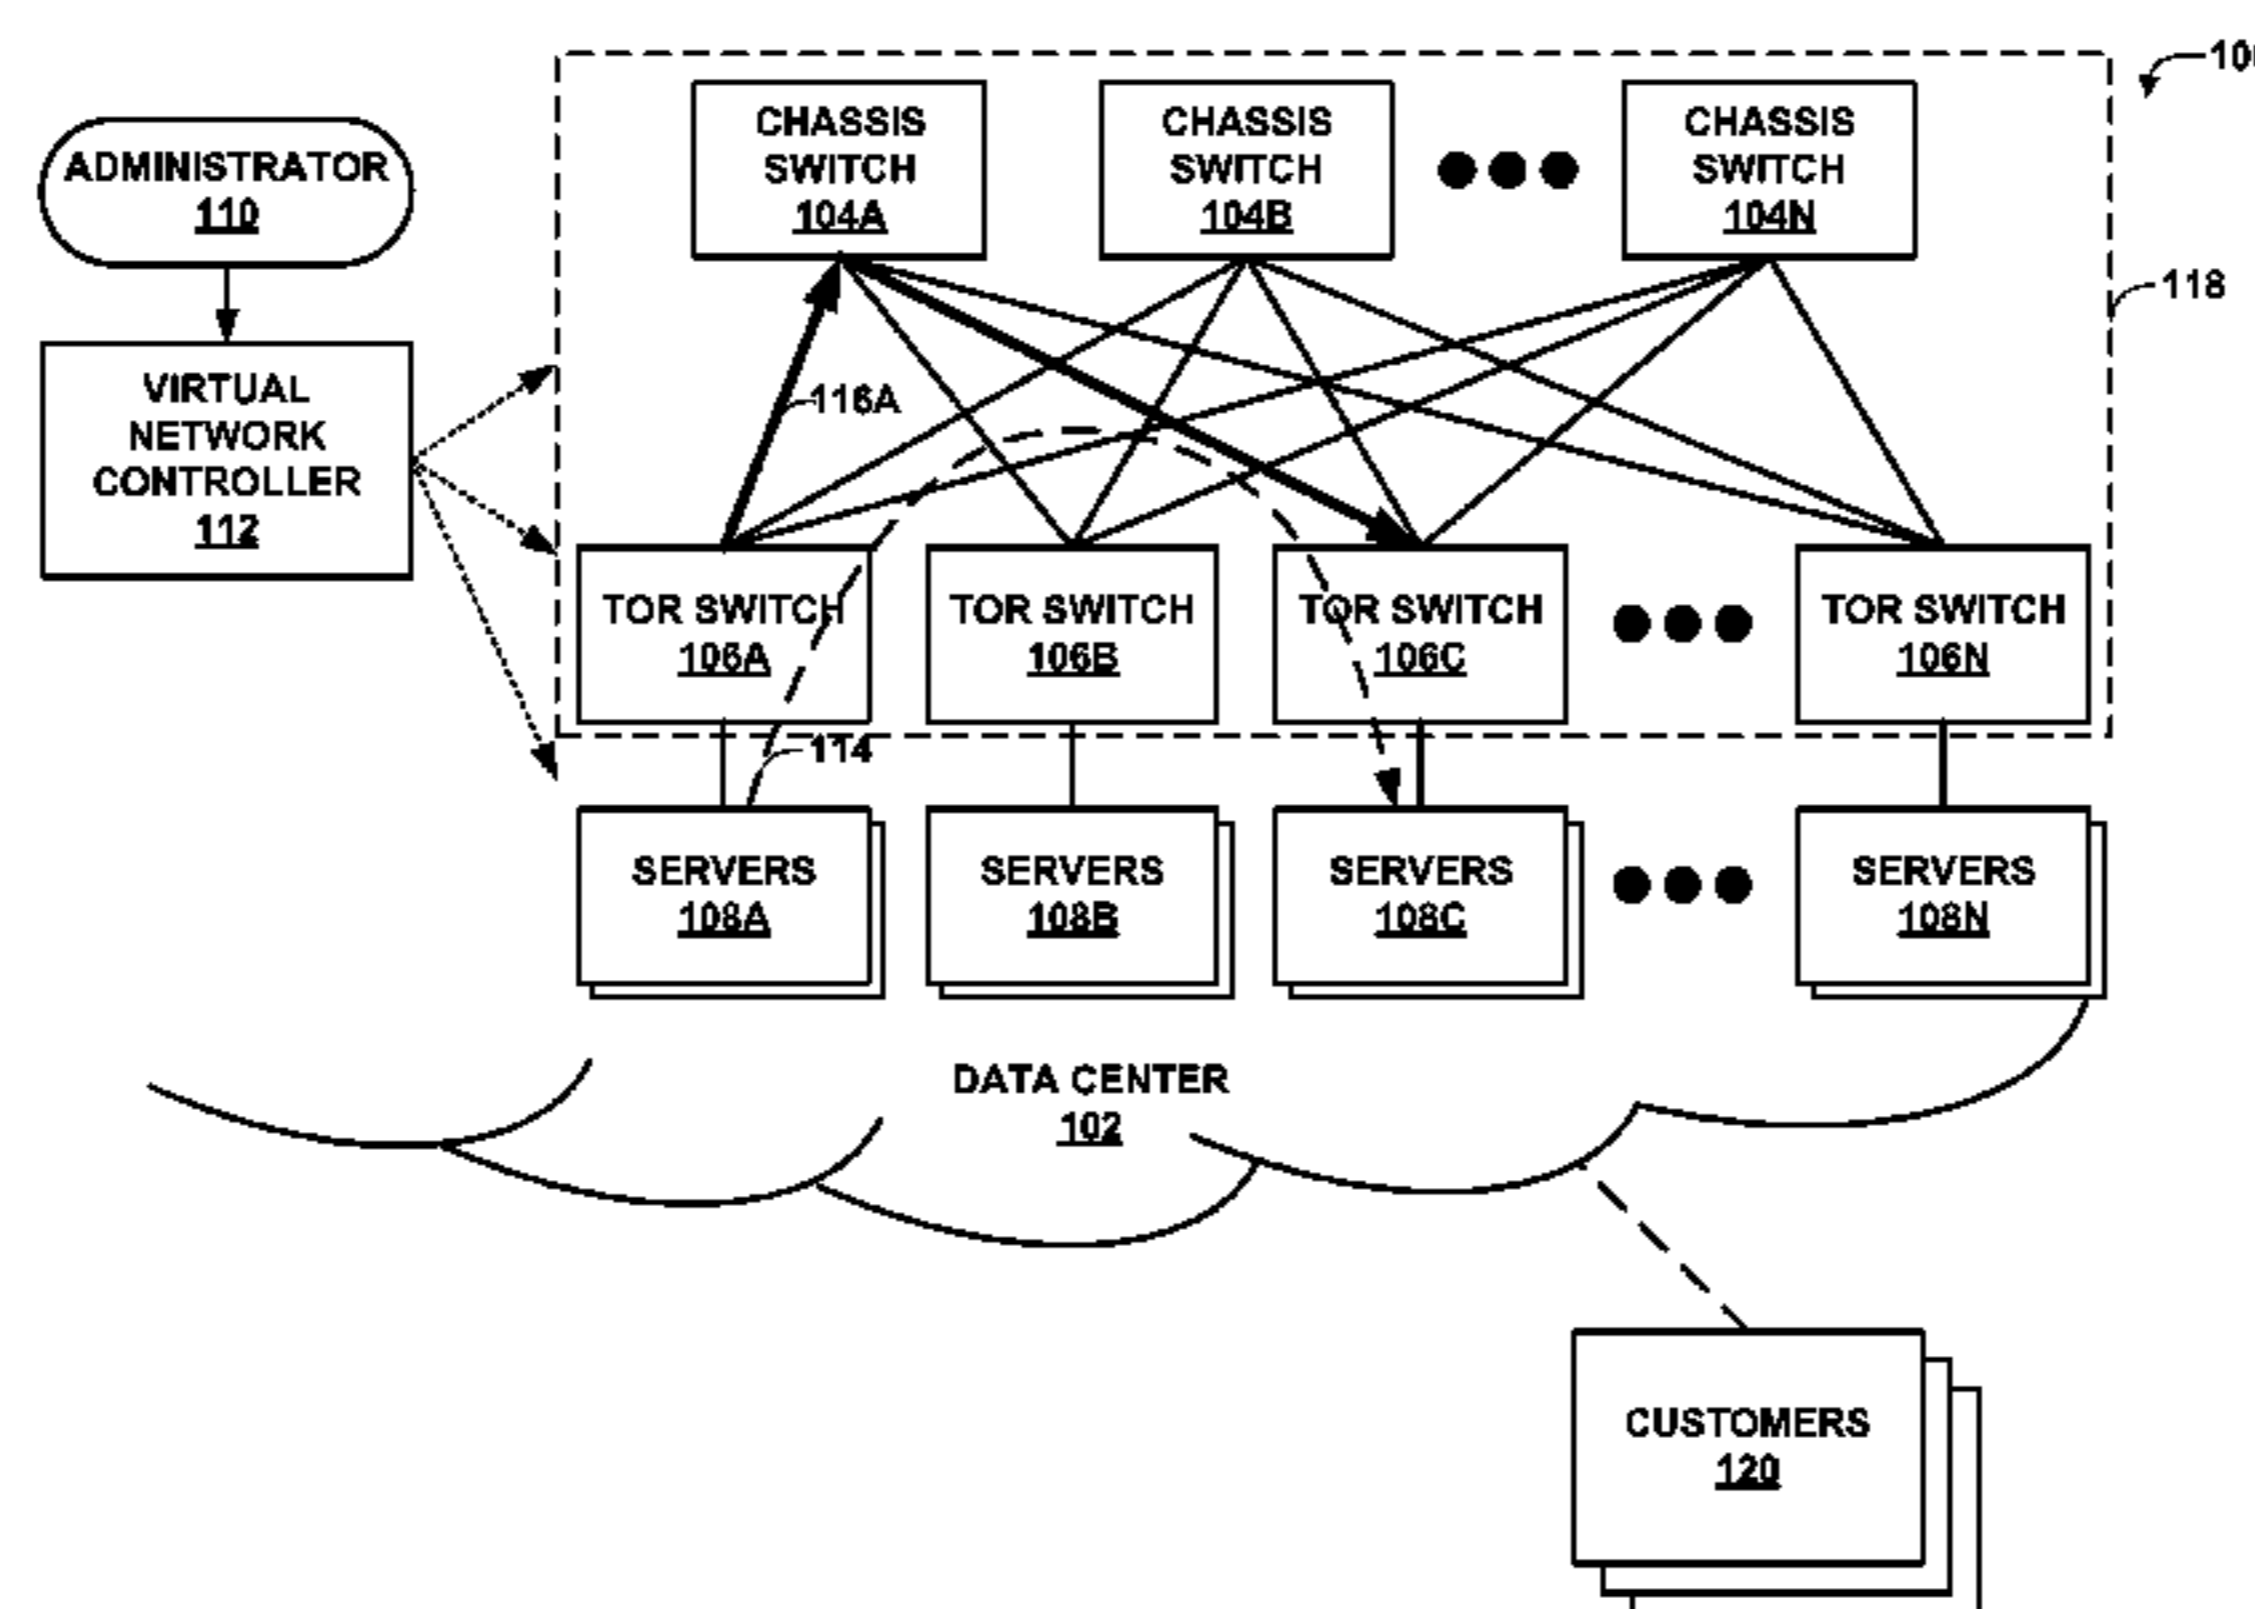 CHASSIS
SWITCH
104A
CHASSIS
SWITCH
104B
CHASSIS
SWITCH
104N
118
ADMINISTRATOR
110
VIRTUAL
NETWORK
CONTROLLER
112
116A
TOR SWITCH
106A
TOR SWITCH
106B
TOR SWITCH
106C
TOR SWITCH
106N
114
SERVERS
108A
SERVERS
108B
SERVERS
108C
SERVERS
108N
DATA CENTER
102
CUSTOMERS
120